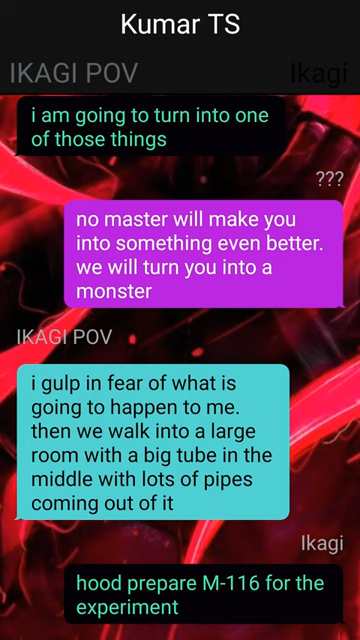 Kumar TS
IKAGI POV
Ikagi
i am going to turn into one
of those things
???
no master will make you
into something even better.
we will turn you into a
monster
IKAGI POV
i gulp in fear of what is
going to happen to me.
then we walk into a large
room with a big tube in the
middle with lots of pipes
coming out of it
Ikagi
hood prepare M-116 for the
experiment